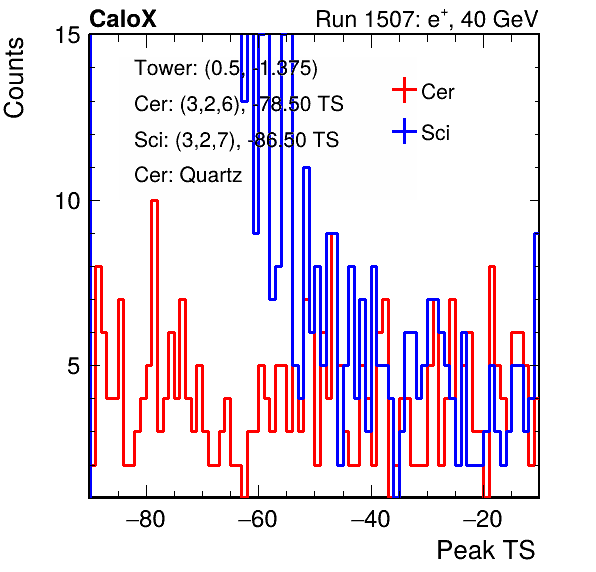 CaloX Run 1507: e+, 40 GeV
Counts
15
Tower: (0.5, -1.375)
Cer: (3,2,6), -78.50 TS
Sci: (3,2,7), -86.50 TS
Cer: Quartz
Cer
Sci
10
5
−80 −60 −40 −20
Peak TS